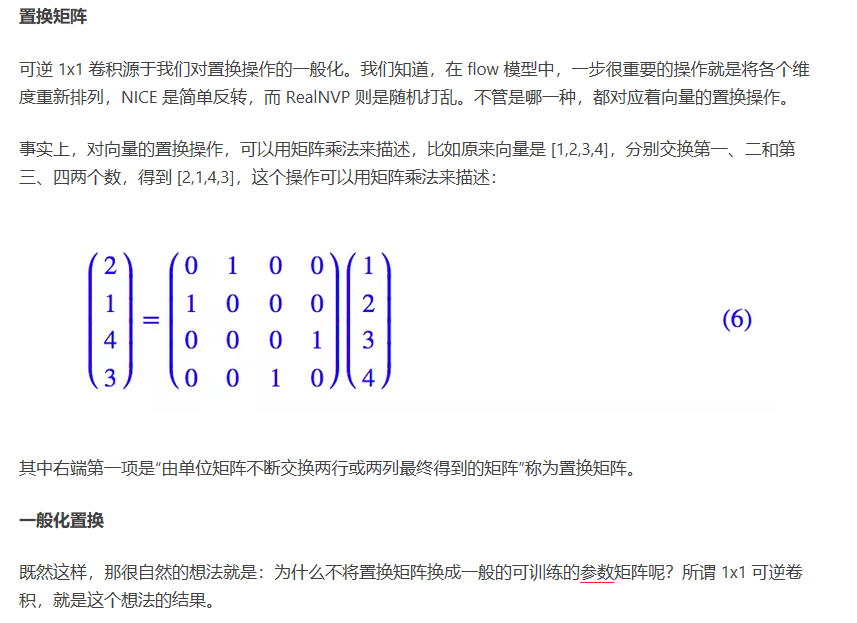 置换矩阵
可逆 1x1 卷积源于我们对置换操作的一般化。我们知道，在 flow 模型中，一步很重要的操作就是将各个维
度重新排列，NICE 是简单反转，而 RealNVP 则是随机打乱。不管是哪一种，都对应着向量的置换操作。
事实上，对向量的置换操作，可以用矩阵乘法来描述，比如原来向量是 [1,2,3,4]，分别交换第一、二和第
三、四两个数，得到 [2,1,4,3]，这个操作可以用矩阵乘法来描述：
2 0 1 0 0 1
1 1 0 0 0 2
= (6)
4 0 0 0 1 3
3 0 0 1 0 4
其中右端第一项是“由单位矩阵不断交换两行或两列最终得到的矩阵”称为置换矩阵。
一般化置换
既然这样，那很自然的想法就是：为什么不将置换矩阵换成一般的可训练的参数矩阵呢？所谓 1x1 可逆卷
积，就是这个想法的结果。